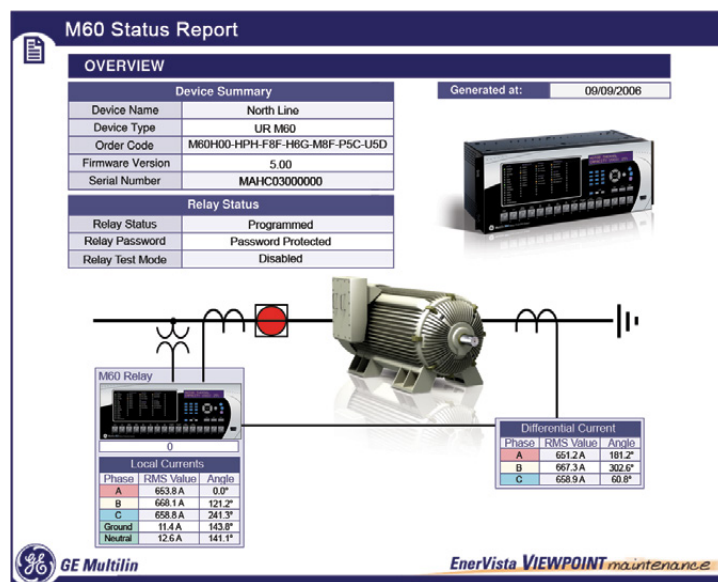 M60 Status Report
OVERVIEW
Device Summary
Device Name North Line
Device Type UR M60
Order Code M60H00-HPH-F8F-H6G-M8F-P5C-U5D
Firmware Version 5.00
Serial Number MAHC03000000
Generated at: 09/09/2006
Relay Status
Relay Status Programmed
Relay Password Password Protected
Relay Test Mode Disabled
M60 Relay
0
Local Currents
Phase RMS Value Angle
A 653.8 A 0.0°
B 668.1 A 121.2°
C 658.8 A 241.3°
Ground 11.4 A 143.8°
Neutral 12.6 A 141.1°
Differential Current
Phase RMS Value Angle
A 651.2 A 181.2°
B 667.3 A 302.6°
C 658.9 A 60.8°
GE Multilin
EnerVista VIEWPOINT maintenance